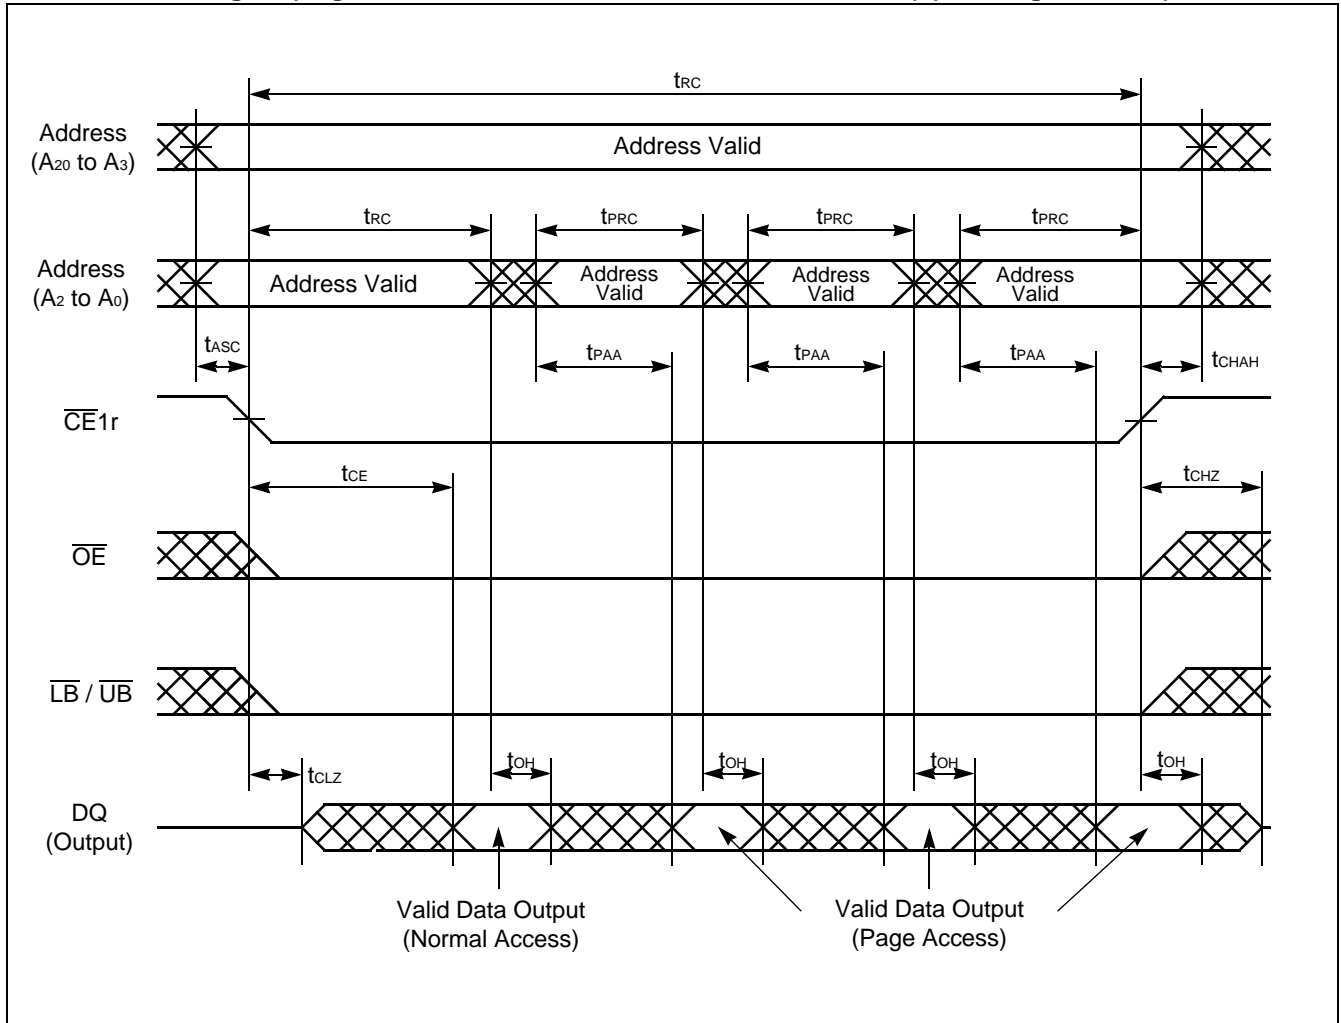 tRC
Address
(A20 to A3)
Address Valid
tRC
tPRC
tPRC
tPRC
Address
(A2 to A0)
Address Valid
Address
Valid
Address
Valid
Address
Valid
tASC
tPAA
tPAA
tPAA
tCHAH
CE1r
tCE
tCHZ
OE
LB / UB
tCLZ
tOH
tOH
tOH
tOH
DQ
(Output)
Valid Data Output
(Normal Access)
Valid Data Output
(Page Access)